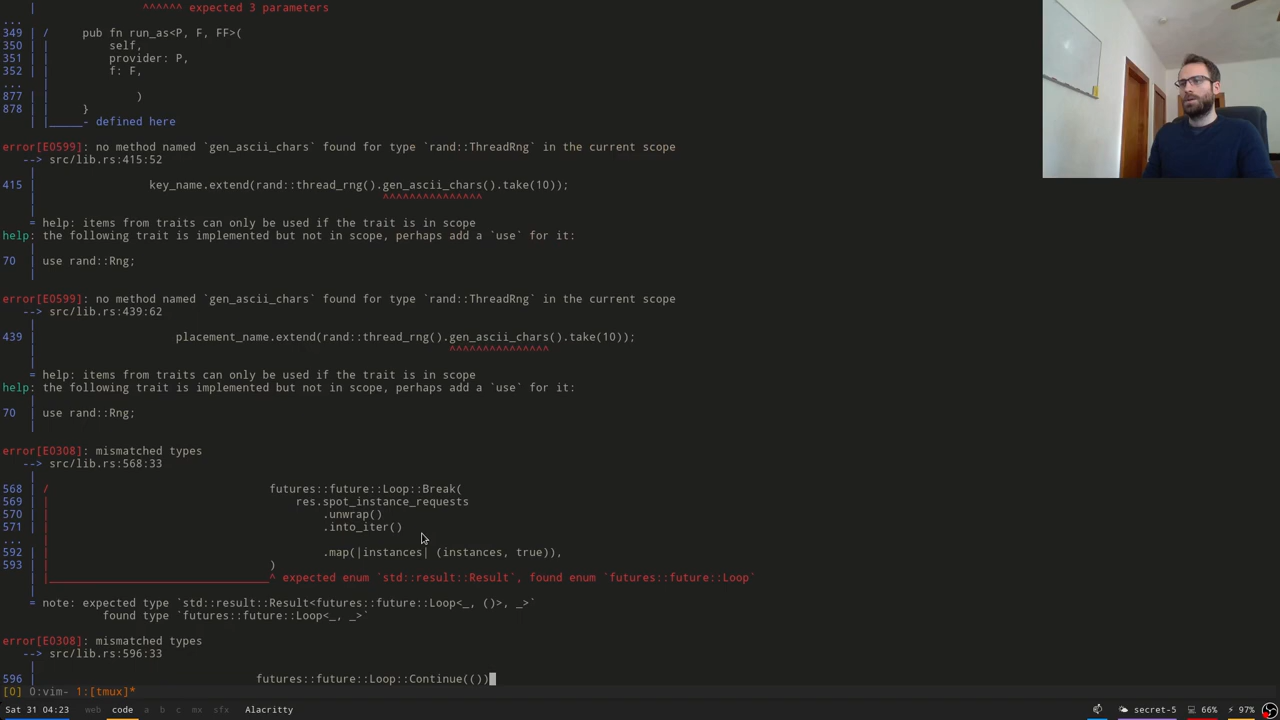 ^^^^^^ expected 3 parameters
...
349 | /     pub fn run_as<P, F, FF>(
350 | |         self,
351 | |         provider: P,
352 | |         f: F,
... |
877 | |             )
878 | |     }
| |_____- defined here
error[E0599]: no method named `gen_ascii_chars` found for type `rand::ThreadRng` in the current scope
--> src/lib.rs:415:52
|
415 |                 key_name.extend(rand::thread_rng().gen_ascii_chars().take(10));
|                                                    ^^^^^^^^^^^^^^^
|
= help: items from traits can only be used if the trait is in scope
help: the following trait is implemented but not in scope, perhaps add a `use` for it:
|
70  | use rand::Rng;
|
error[E0599]: no method named `gen_ascii_chars` found for type `rand::ThreadRng` in the current scope
--> src/lib.rs:439:62
|
439 |                     placement_name.extend(rand::thread_rng().gen_ascii_chars().take(10));
|                                                              ^^^^^^^^^^^^^^^
|
= help: items from traits can only be used if the trait is in scope
help: the following trait is implemented but not in scope, perhaps add a `use` for it:
|
70  | use rand::Rng;
|
error[E0308]: mismatched types
--> src/lib.rs:568:33
|
568 | /                                 futures::future::Loop::Break(
569 | |                                     res.spot_instance_requests
570 | |                                         .unwrap()
571 | |                                         .into_iter()
... |
592 | |                                         .map(|instances| (instances, true)),
593 | |                                 )
| |_________________________________^ expected enum `std::result::Result`, found enum `futures::future::Loop`
|
= note: expected type `std::result::Result<futures::future::Loop<_, ()>, _>`
found type `futures::future::Loop<_, _>`
error[E0308]: mismatched types
--> src/lib.rs:596:33
|
596 |                                 futures::future::Loop::Continue(())
[0] 0:vim- 1:[tmux]*
Sat 31 04:23 web code a b c mx sfx Alacritty secret-5 66% 97%